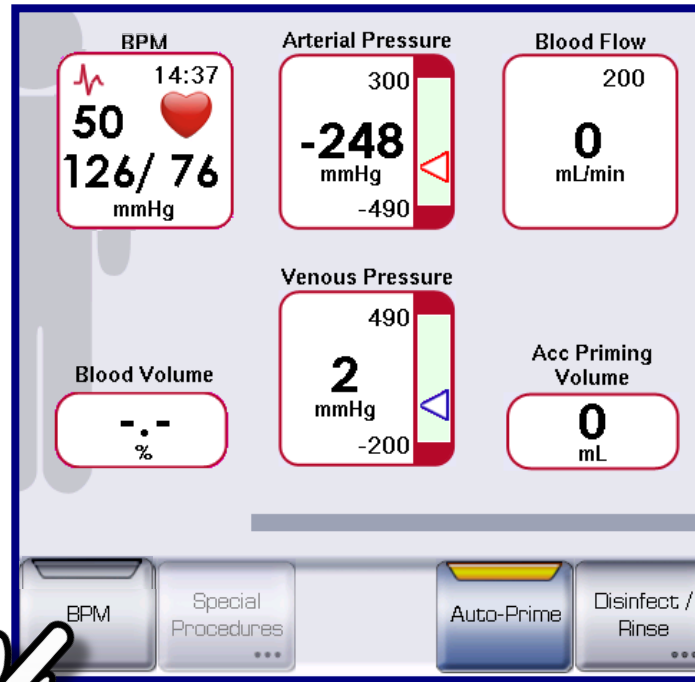 BPM
14:37
50
126/ 76
mmHg
Arterial Pressure
300
-248
mmHg
-490
Blood Flow
200
0
mL/min
Blood Volume
-.-
%
Venous Pressure
490
2
mmHg
-200
Acc Priming
Volume
0
mL
BPM
Special
Procedures
Auto-Prime
Disinfect /
Rinse